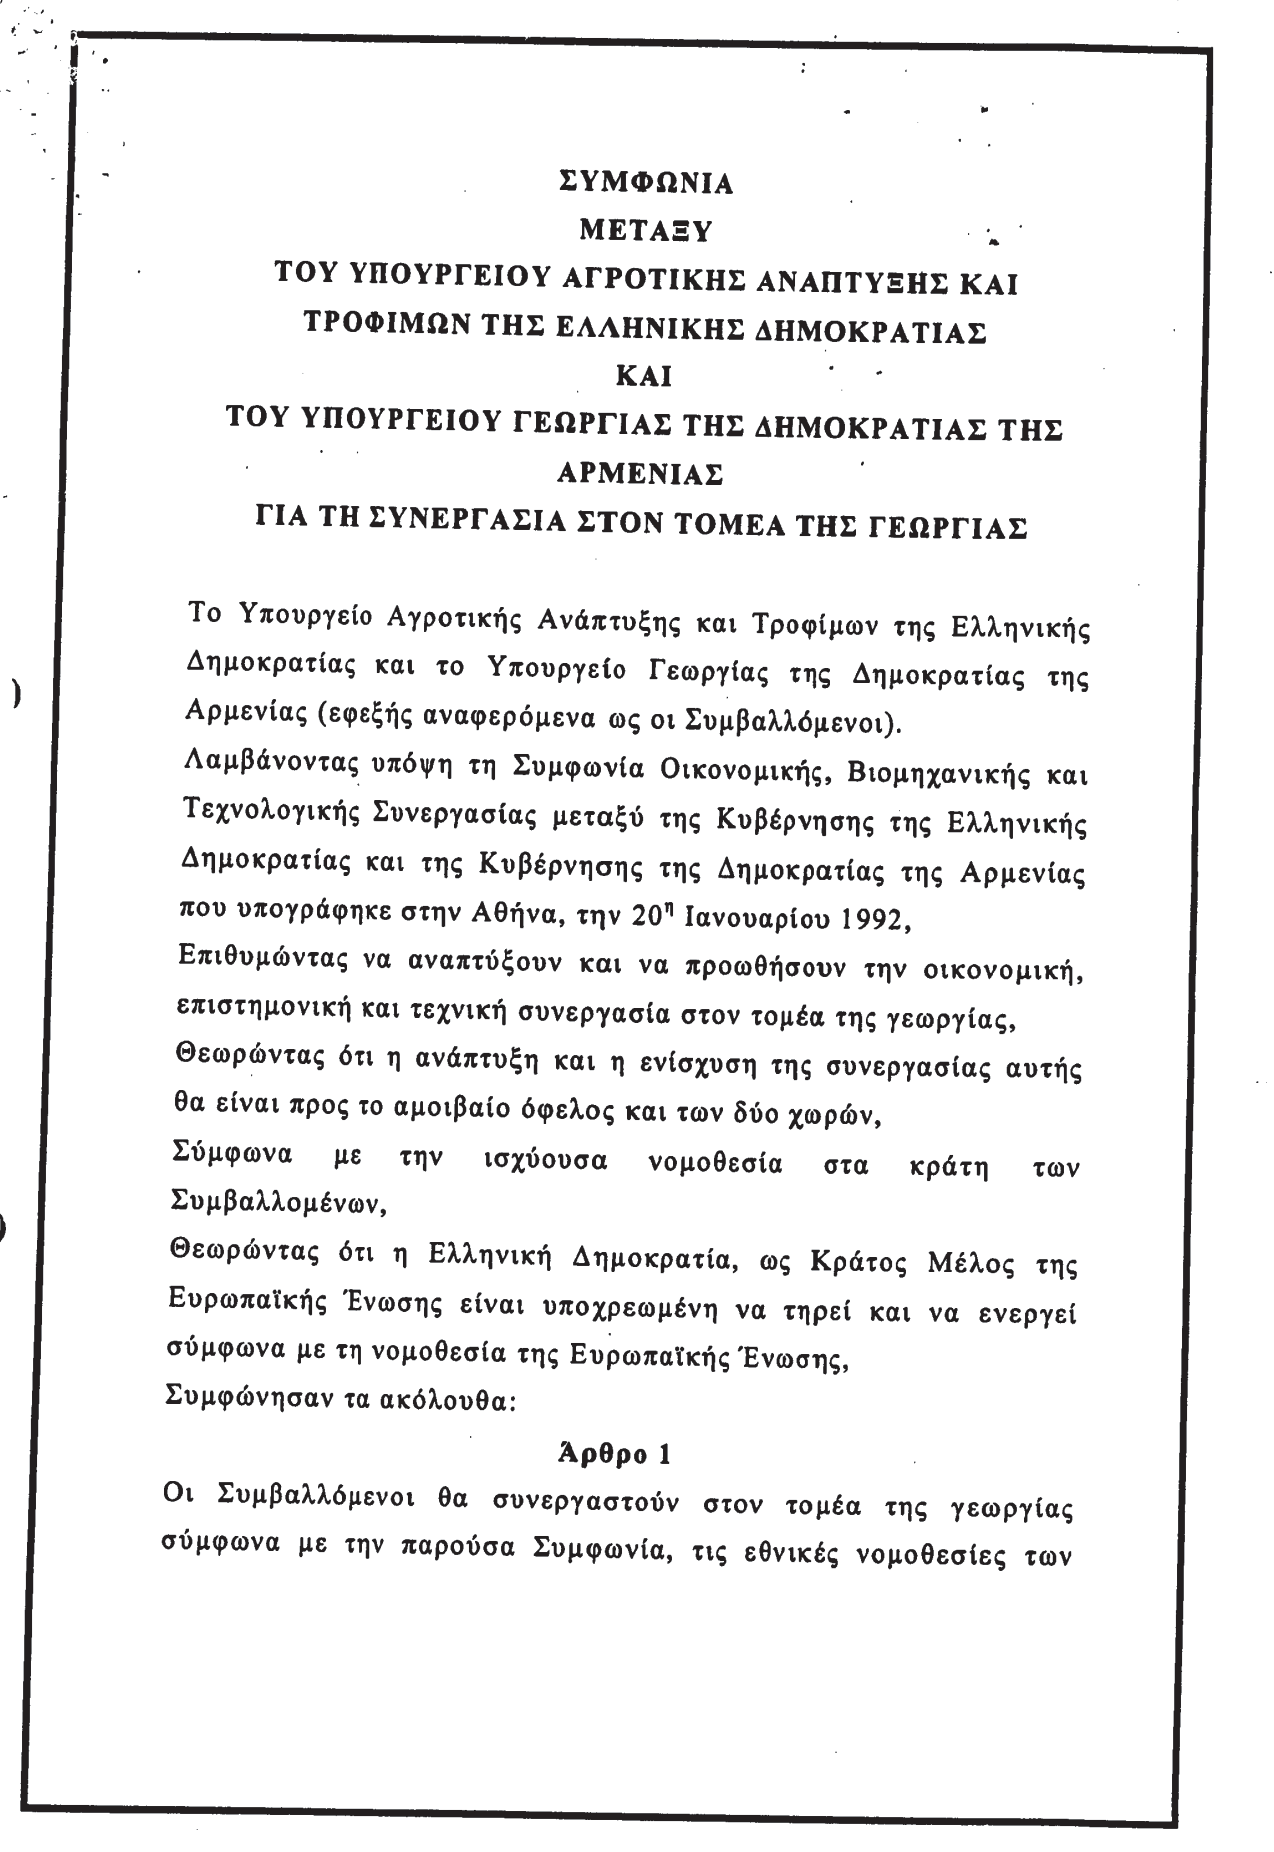 ΣΥΜΦΩΝΙΑ
ΜΕΤΑΞΥ
ΤΟΥ ΥΠΟΥΡΓΕΙΟΥ ΑΓΡΟΤΙΚΗΣ ΑΝΑΠΤΥΞΗΣ ΚΑΙ
ΤΡΟΦΙΜΩΝ ΤΗΣ ΕΛΛΗΝΙΚΗΣ ΔΗΜΟΚΡΑΤΙΑΣ
ΚΑΙ
ΤΟΥ ΥΠΟΥΡΓΕΙΟΥ ΓΕΩΡΓΙΑΣ ΤΗΣ ΔΗΜΟΚΡΑΤΙΑΣ ΤΗΣ
ΑΡΜΕΝΙΑΣ
ΓΙΑ ΤΗ ΣΥΝΕΡΓΑΣΙΑ ΣΤΟΝ ΤΟΜΕΑ ΤΗΣ ΓΕΩΡΓΙΑΣ
Το Υπουργείο Αγροτικής Ανάπτυξης και Τροφίμων της Ελληνικής
Δημοκρατίας και το Υπουργείο Γεωργίας της Δημοκρατίας της
Αρμενίας (εφεξής αναφερόμενα ως οι Συμβαλλόμενοι).
Λαμβάνοντας υπόψη τη Συμφωνία Οικονομικής, Βιομηχανικής και
Τεχνολογικής Συνεργασίας μεταξύ της Κυβέρνησης της Ελληνικής
Δημοκρατίας και της Κυβέρνησης της Δημοκρατίας της Αρμενίας
που υπογράφηκε στην Αθήνα, την 20η Ιανουαρίου 1992,
Επιθυμώντας να αναπτύξουν και να προωθήσουν την οικονομική,
επιστημονική και τεχνική συνεργασία στον τομέα της γεωργίας,
Θεωρώντας ότι η ανάπτυξη και η ενίσχυση της συνεργασίας αυτής
θα είναι προς το αμοιβαίο όφελος και των δύο χωρών,
Σύμφωνα με την ισχύουσα νομοθεσία στα κράτη των
Συμβαλλομένων,
Θεωρώντας ότι η Ελληνική Δημοκρατία, ως Κράτος Μέλος της
Ευρωπαϊκής Ένωσης είναι υποχρεωμένη να τηρεί και να ενεργεί
σύμφωνα με τη νομοθεσία της Ευρωπαϊκής Ένωσης,
Συμφώνησαν τα ακόλουθα:
Άρθρο 1
Οι Συμβαλλόμενοι θα συνεργαστούν στον τομέα της γεωργίας
σύμφωνα με την παρούσα Συμφωνία, τις εθνικές νομοθεσίες των